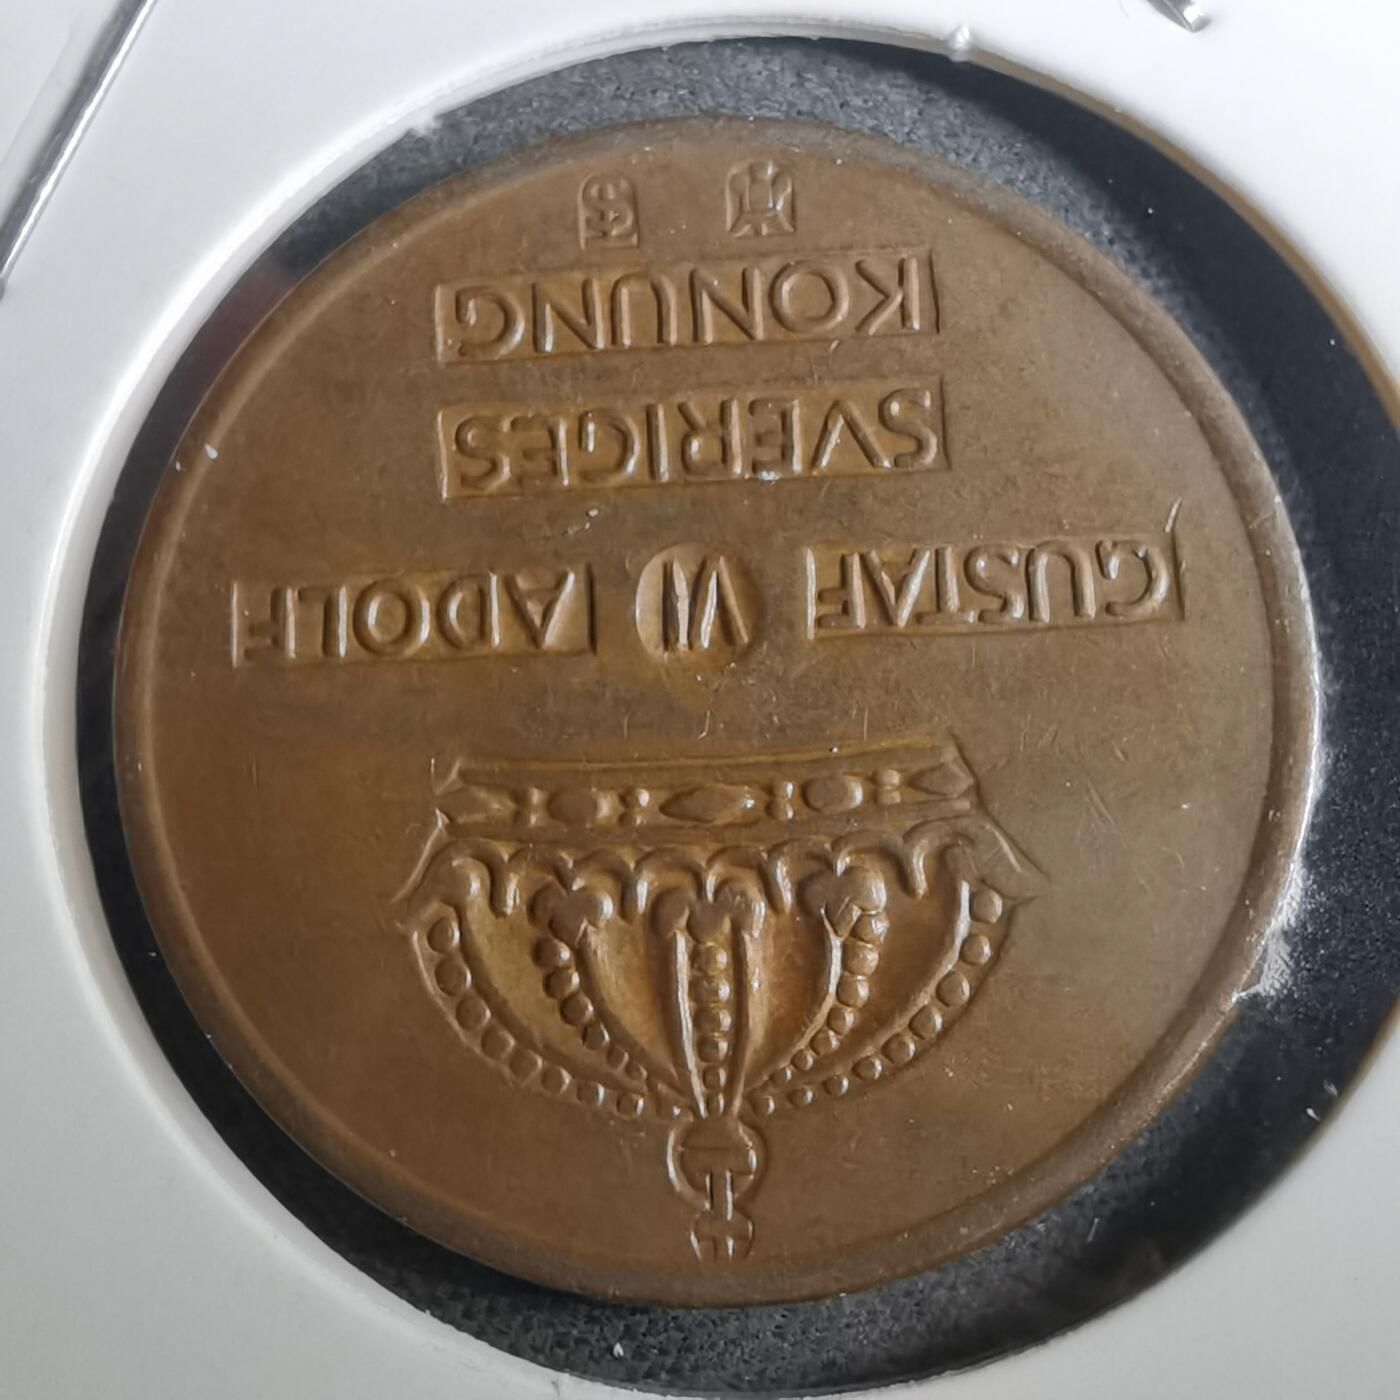 GUSTAF VI ADOLF
SVERIGES
KONUNG